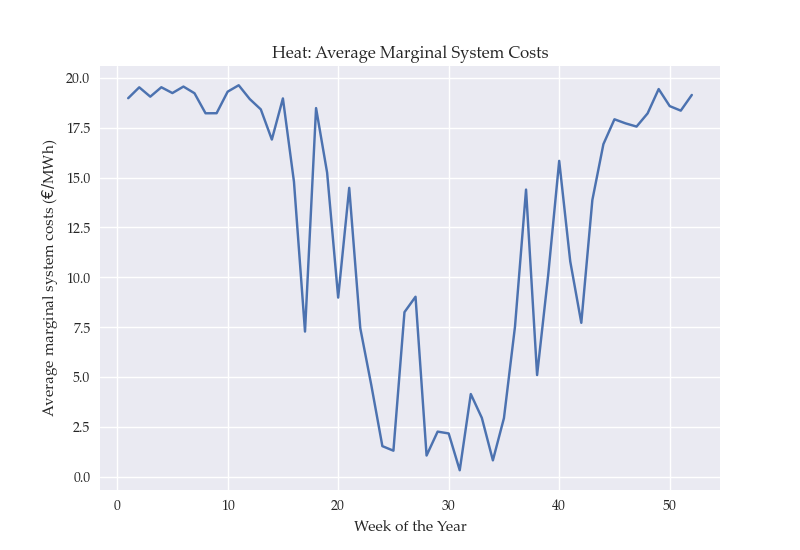 Heat: Average Marginal System Costs
Average marginal system costs (€/MWh)
20.0
17.5
15.0
12.5
10.0
7.5
5.0
2.5
0.0
0 10 20 30 40 50
Week of the Year